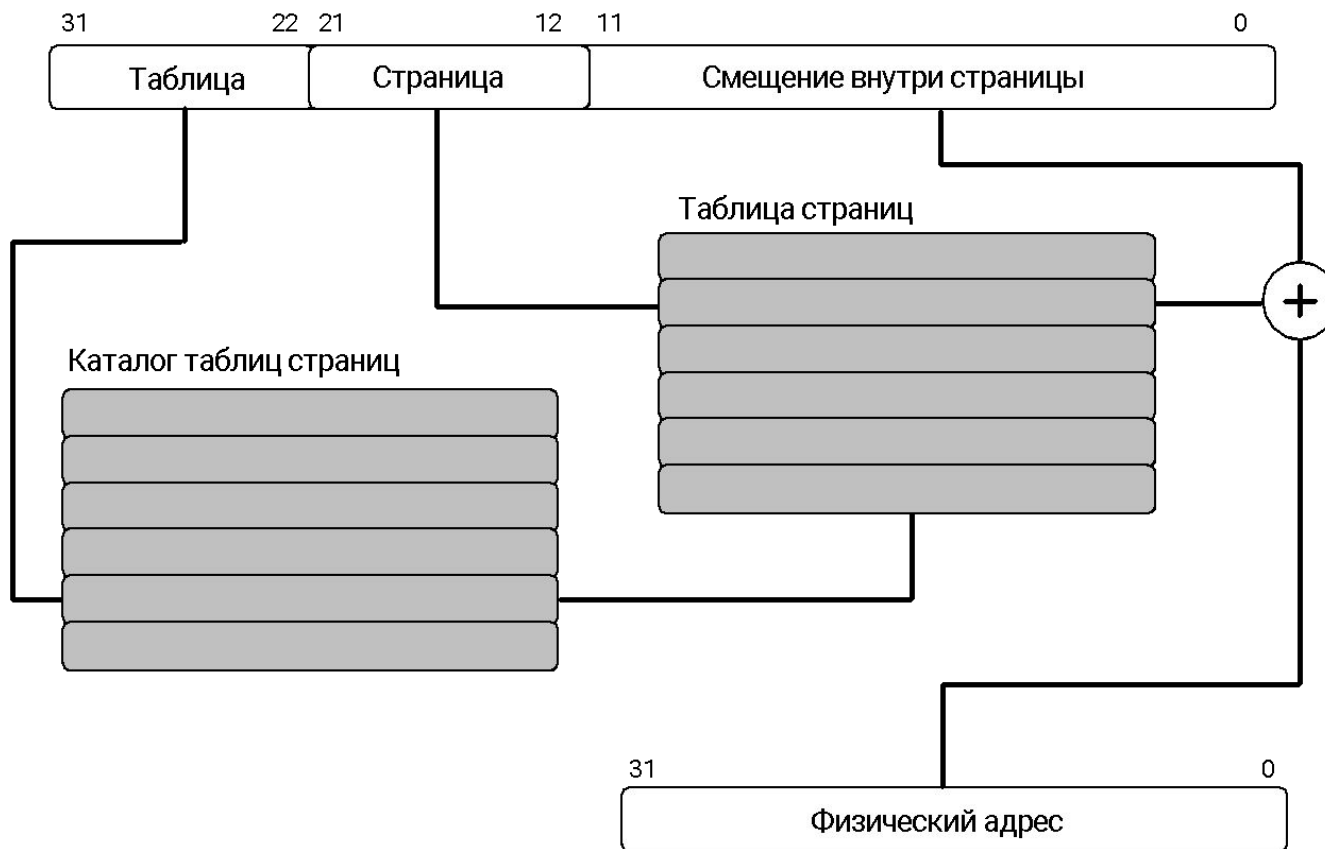 31 22 21 12 11 0
Таблица Страница Смещение внутри страницы
Таблица страниц
+
Каталог таблиц страниц
31 0
Физический адрес